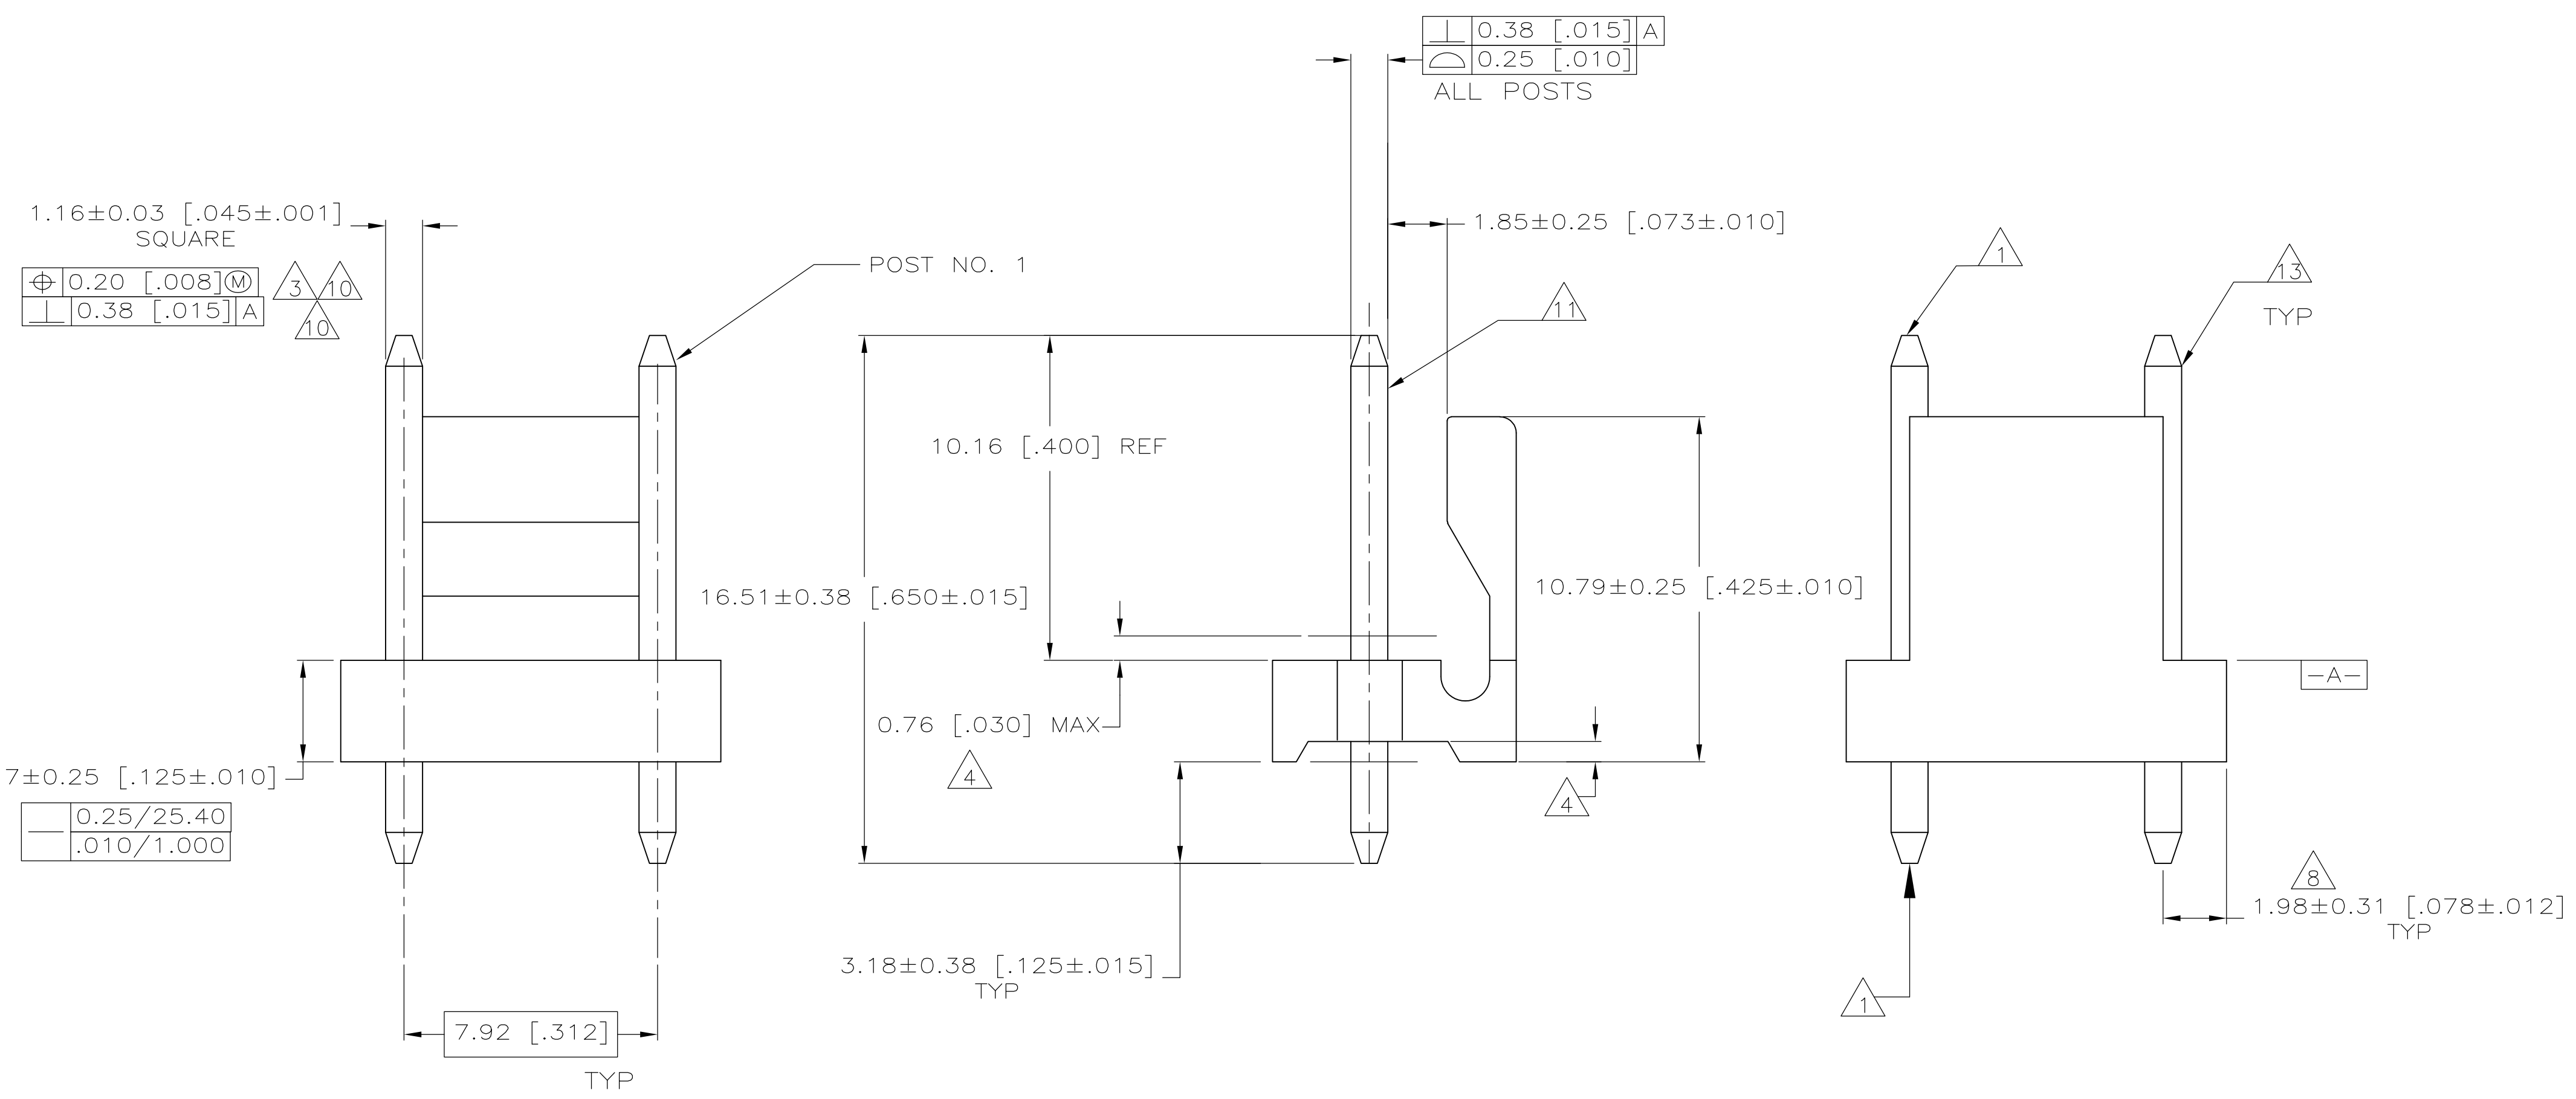 ⊥ 0.38 [.015] A
⌓ 0.25 [.010]
ALL POSTS
1.16±0.03 [.045±.001]
SQUARE
⌖ 0.20 [.008] Ⓜ
3 10
⊥ 0.38 [.015] A
10
POST NO. 1
1.85±0.25 [.073±.010]
11
1
13
TYP
10.16 [.400] REF
16.51±0.38 [.650±.015]
10.79±0.25 [.425±.010]
0.76 [.030] MAX
4
4
-A-
7±0.25 [.125±.010]
⏤ 0.25/25.40
.010/1.000
8
1.98±0.31 [.078±.012]
TYP
3.18±0.38 [.125±.015]
TYP
1
7.92 [.312]
TYP